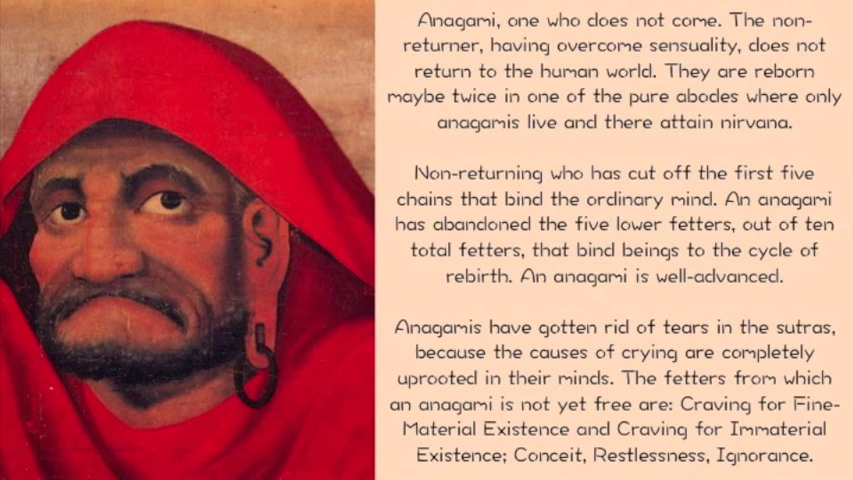 Anagami, one who does not come. The non-
returner, having overcome sensuality, does not
return to the human world. They are reborn
maybe twice in one of the pure abodes where only
anagamis live and there attain nirvana.
Non-returning who has cut off the first five
chains that bind the ordinary mind. An anagami
has abandoned the five lower fetters, out of ten
total fetters, that bind beings to the cycle of
rebirth. An anagami is well-advanced.
Anagamis have gotten rid of tears in the sutras,
because the causes of crying are completely
uprooted in their minds. The fetters from which
an anagami is not yet free are: Craving for Fine-
Material Existence and Craving for Immaterial
Existence; Conceit, Restlessness, Ignorance.